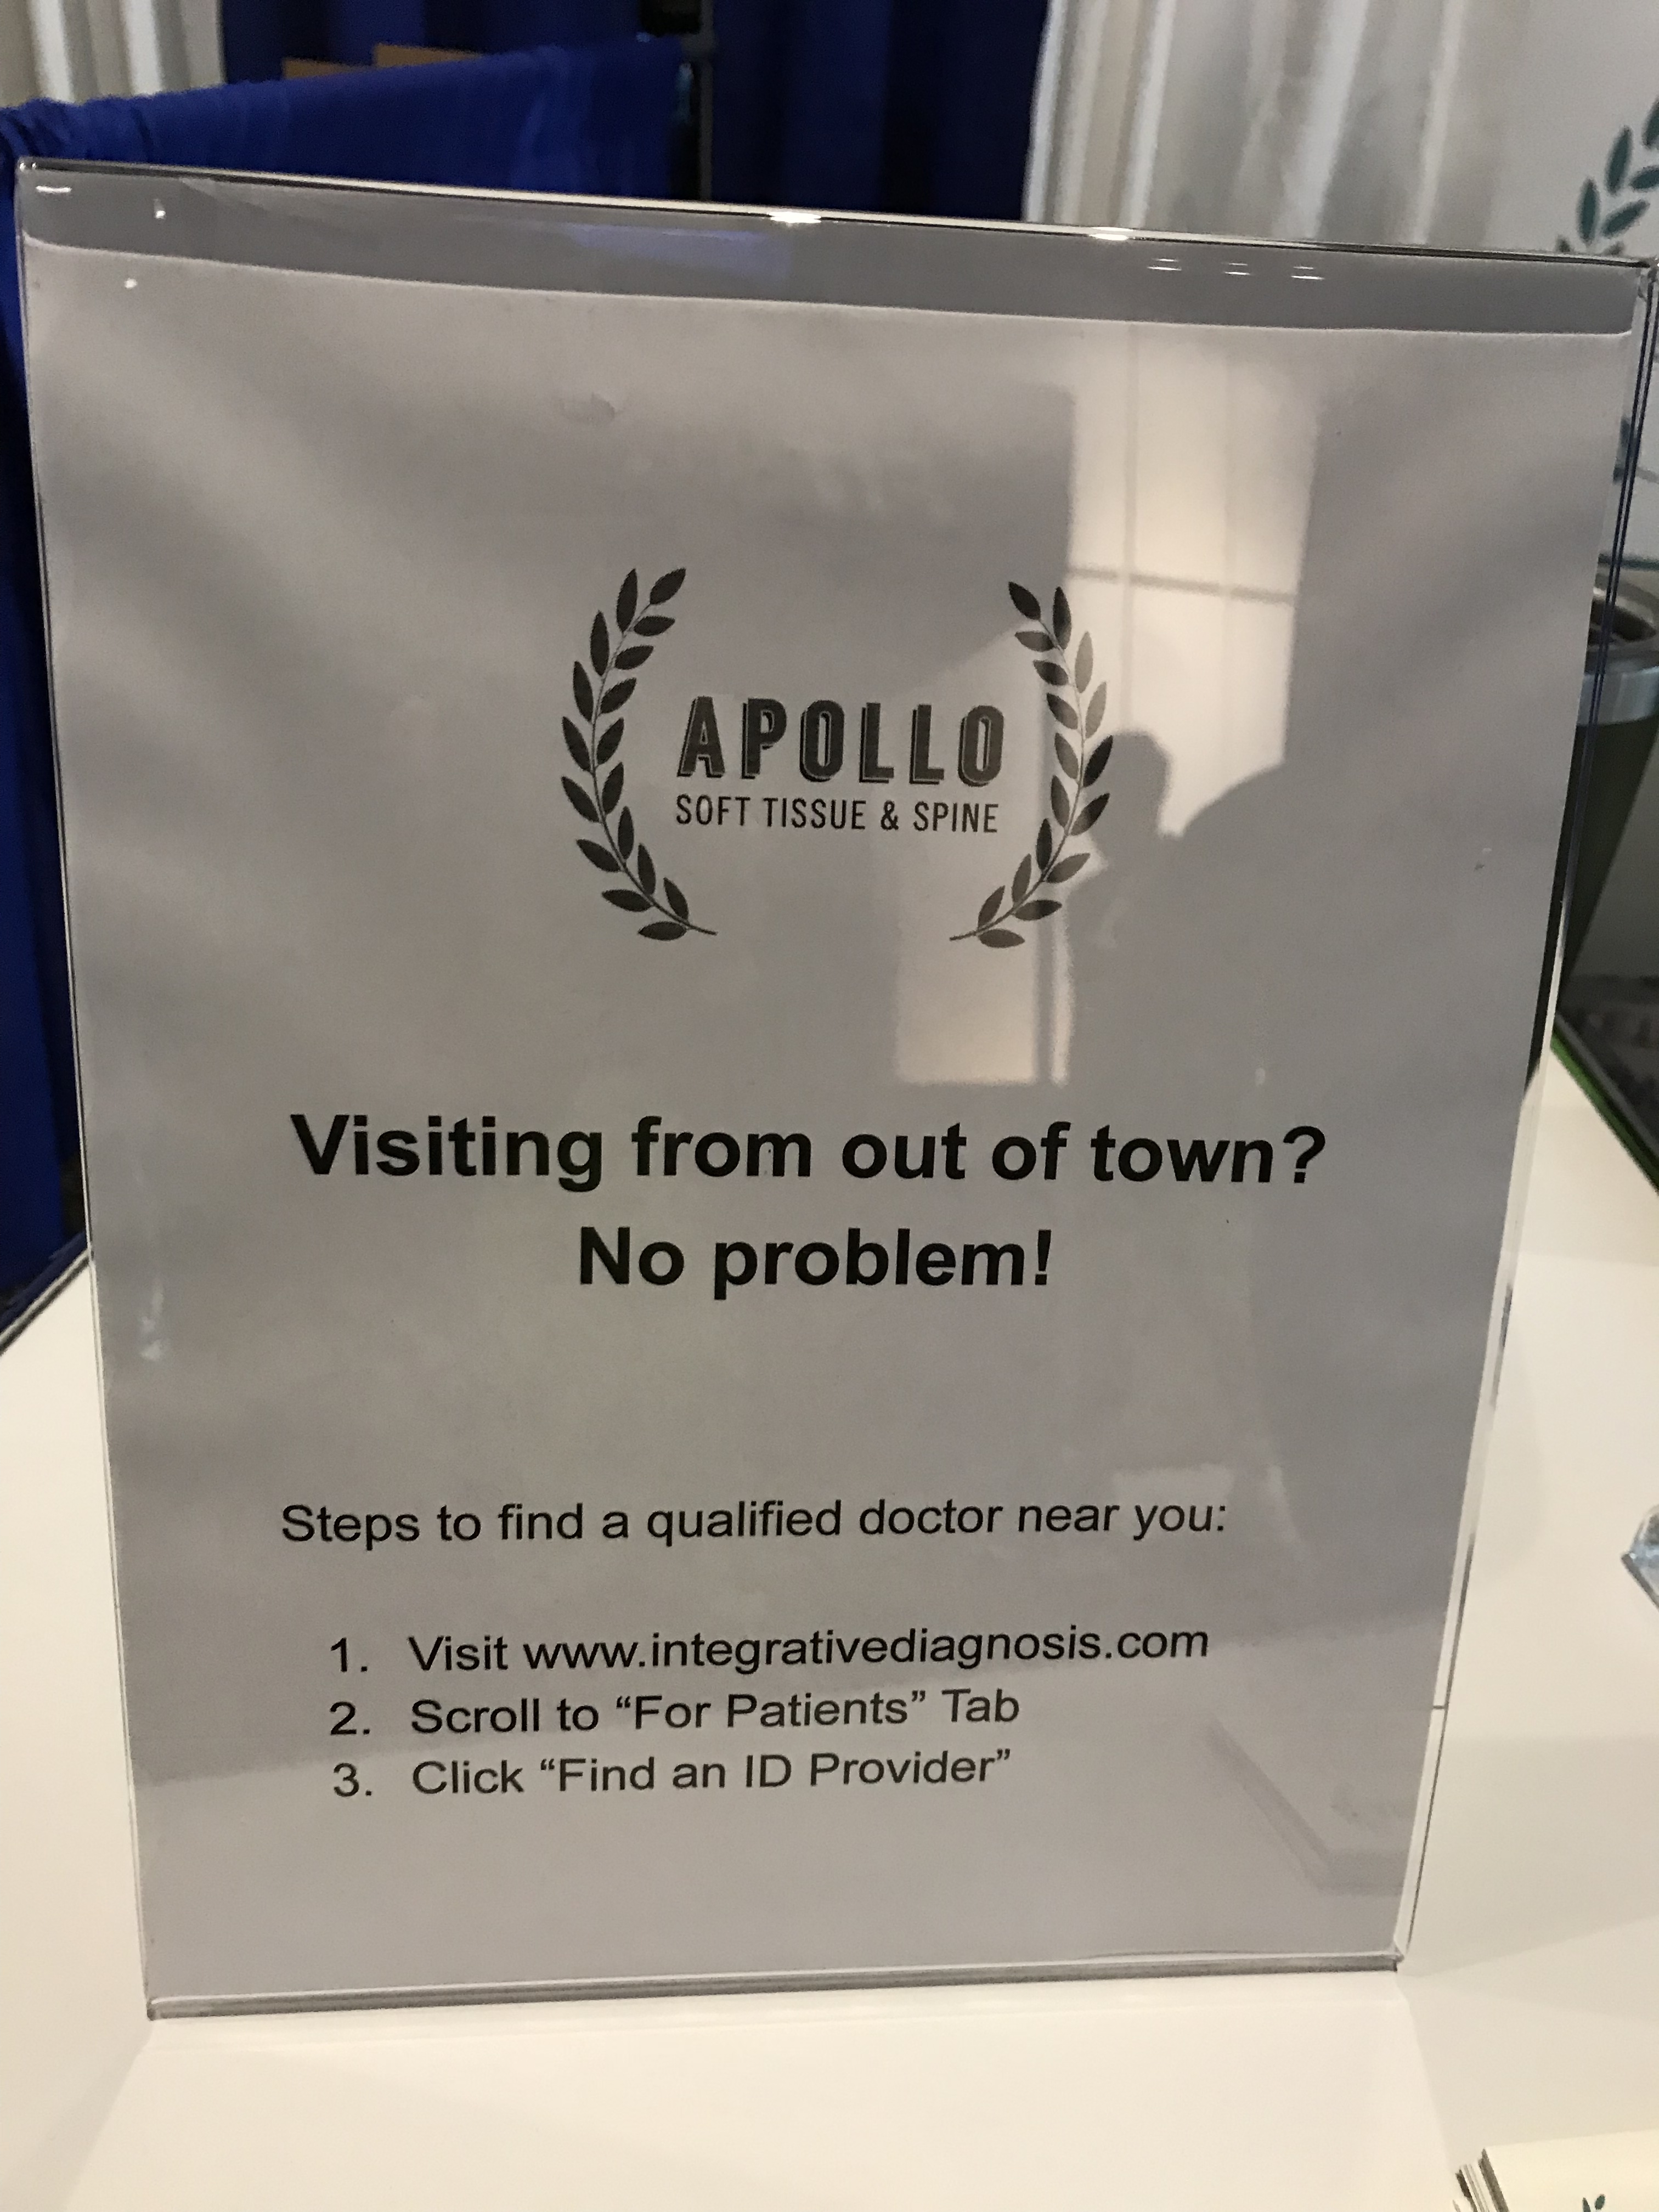 APOLLO
SOFT TISSUE & SPINE
Visiting from out of town?
No problem!
Steps to find a qualified doctor near you:
1. Visit www.integrativediagnosis.com
2. Scroll to “For Patients” Tab
3. Click “Find an ID Provider”